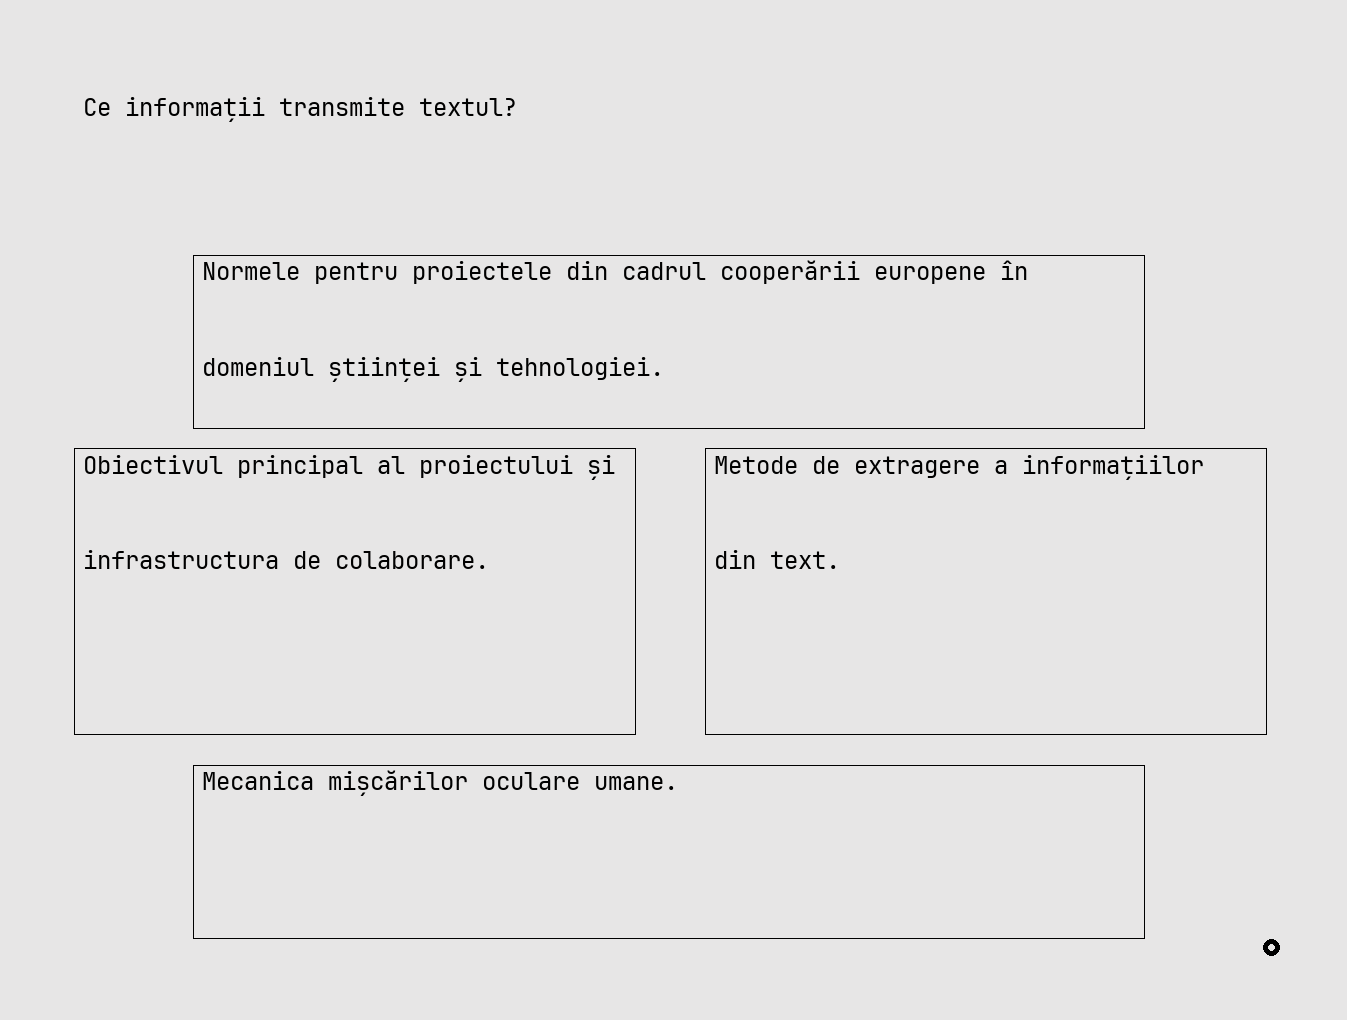 Ce informații transmite textul?
Normele pentru proiectele din cadrul cooperării europene în
domeniul științei și tehnologiei.
Obiectivul principal al proiectului și
infrastructura de colaborare.
Metode de extragere a informațiilor
din text.
Mecanica mișcărilor oculare umane.